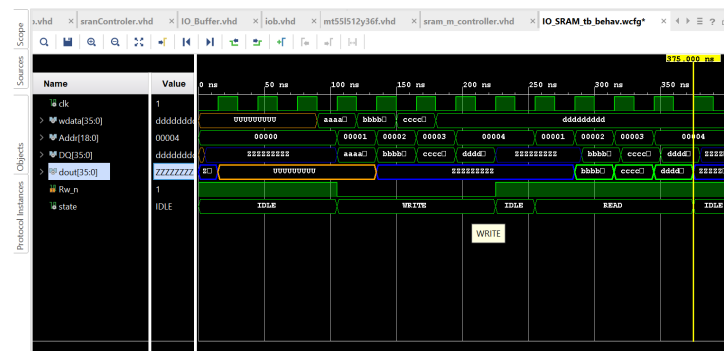 .vhd sranControler.vhd IO_Buffer.vhd iob.vhd mt55l512y36f.vhd sram_m_controller.vhd IO_SRAM_tb_behav.wcfg*
Scope
Sources
Objects
Protocol Instances
375.000 ns
Name Value 0 ns 50 ns 100 ns 150 ns 200 ns 250 ns 300 ns 350 ns
clk 1
wdata[35:0] dddddddd UUUUUUUUU aaaa bbbb cccc ddddddddd
Addr[18:0] 00004 00000 00001 00002 00003 00004 00001 00002 00003 00004
DQ[35:0] dddddddd ZZZZZZZZZ aaaa bbbb cccc dddd ZZZZZZZZZ bbbb cccc dddd ZZZZ
dout[35:0] ZZZZZZZZ Z UUUUUUUUU ZZZZZZZZZ bbbb cccc dddd ZZZZZ
Rw_n 1
state IDLE IDLE WRITE IDLE READ IDLE
WRITE